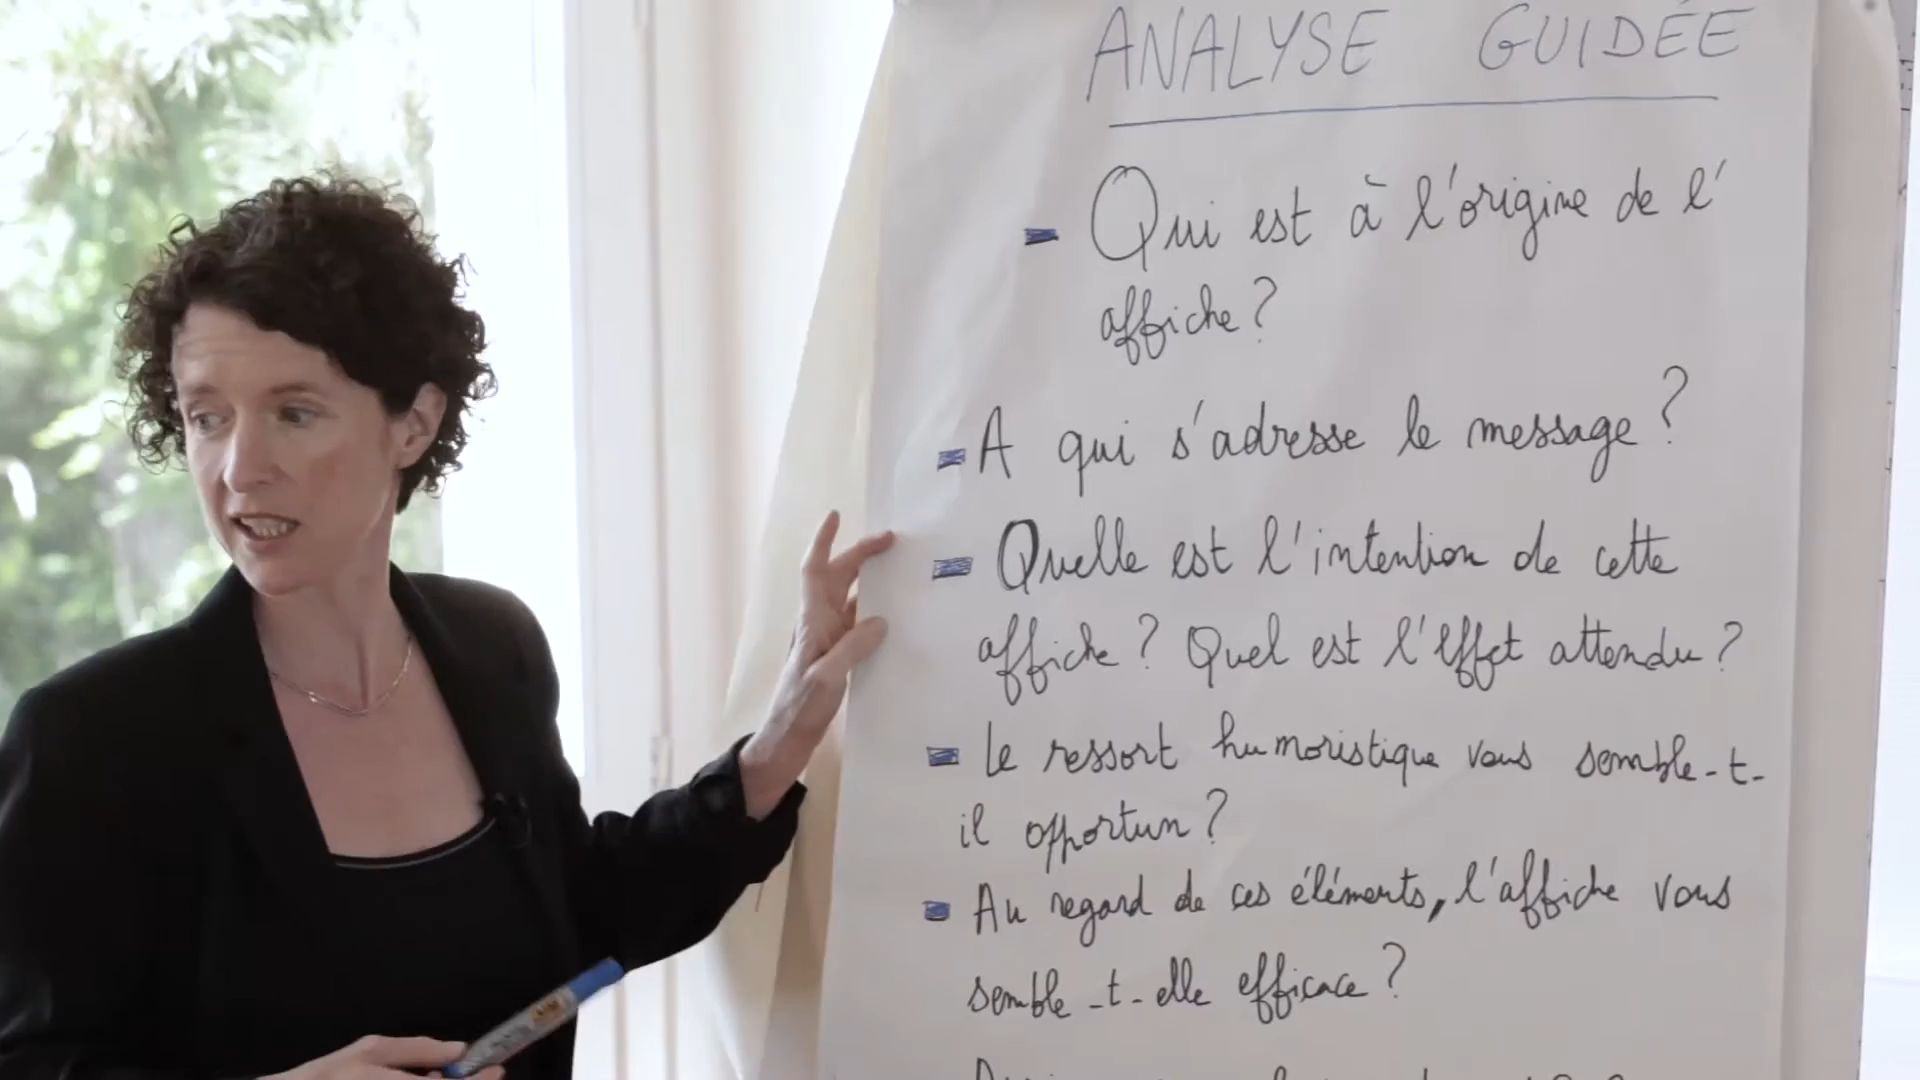 ANALYSE GUIDÉE
- Qui est à l'origine de l'
affiche ?
- A qui s'adresse le message ?
- Quelle est l'intention de cette
affiche ? Quel est l'effet attendu ?
- Le ressort humoristique vous semble-t-
il opportun ?
- Au regard de ces éléments, l'affiche vous
semble-t-elle efficace ?